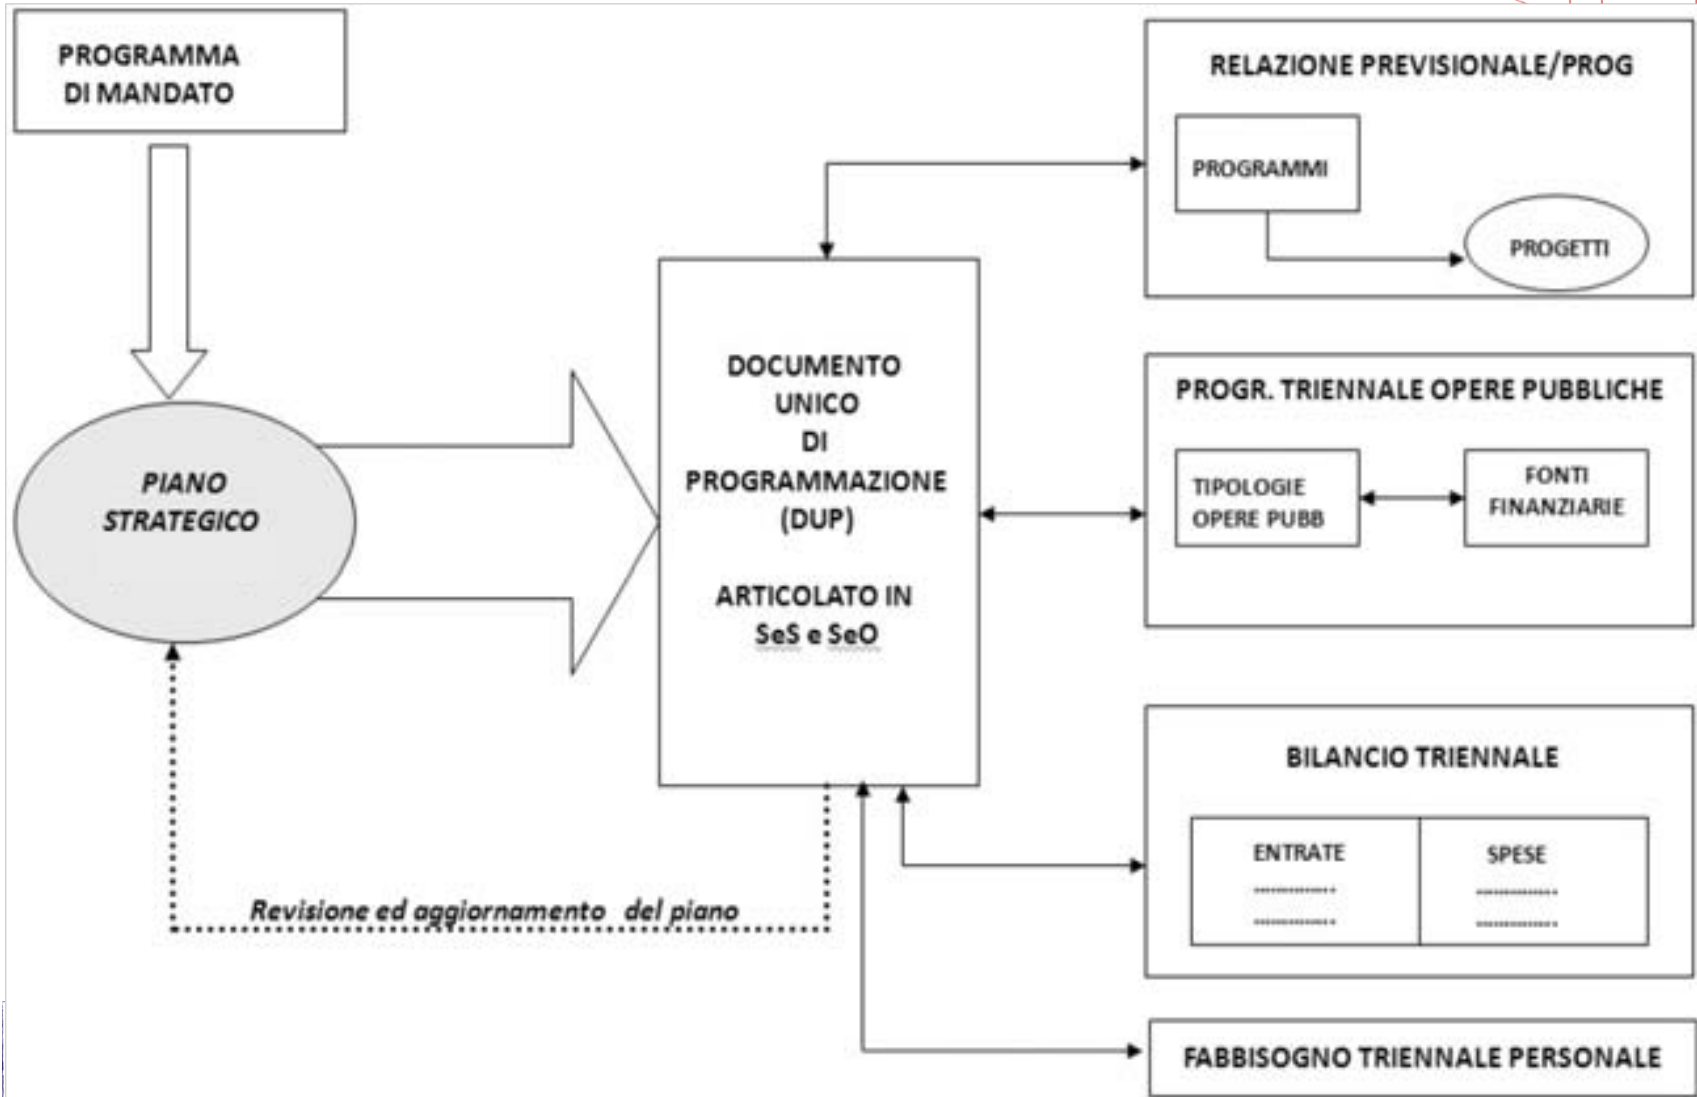 PROGRAMMA
DI MANDATO
PIANO
STRATEGICO
DOCUMENTO
UNICO
DI
PROGRAMMAZIONE
(DUP)
ARTICOLATO IN
SeS e SeO
Revisione ed aggiornamento del piano
RELAZIONE PREVISIONALE/PROG
PROGRAMMI
PROGETTI
PROGR. TRIENNALE OPERE PUBBLICHE
TIPOLOGIE
OPERE PUBB
FONTI
FINANZIARIE
BILANCIO TRIENNALE
ENTRATE
SPESE
FABBISOGNO TRIENNALE PERSONALE